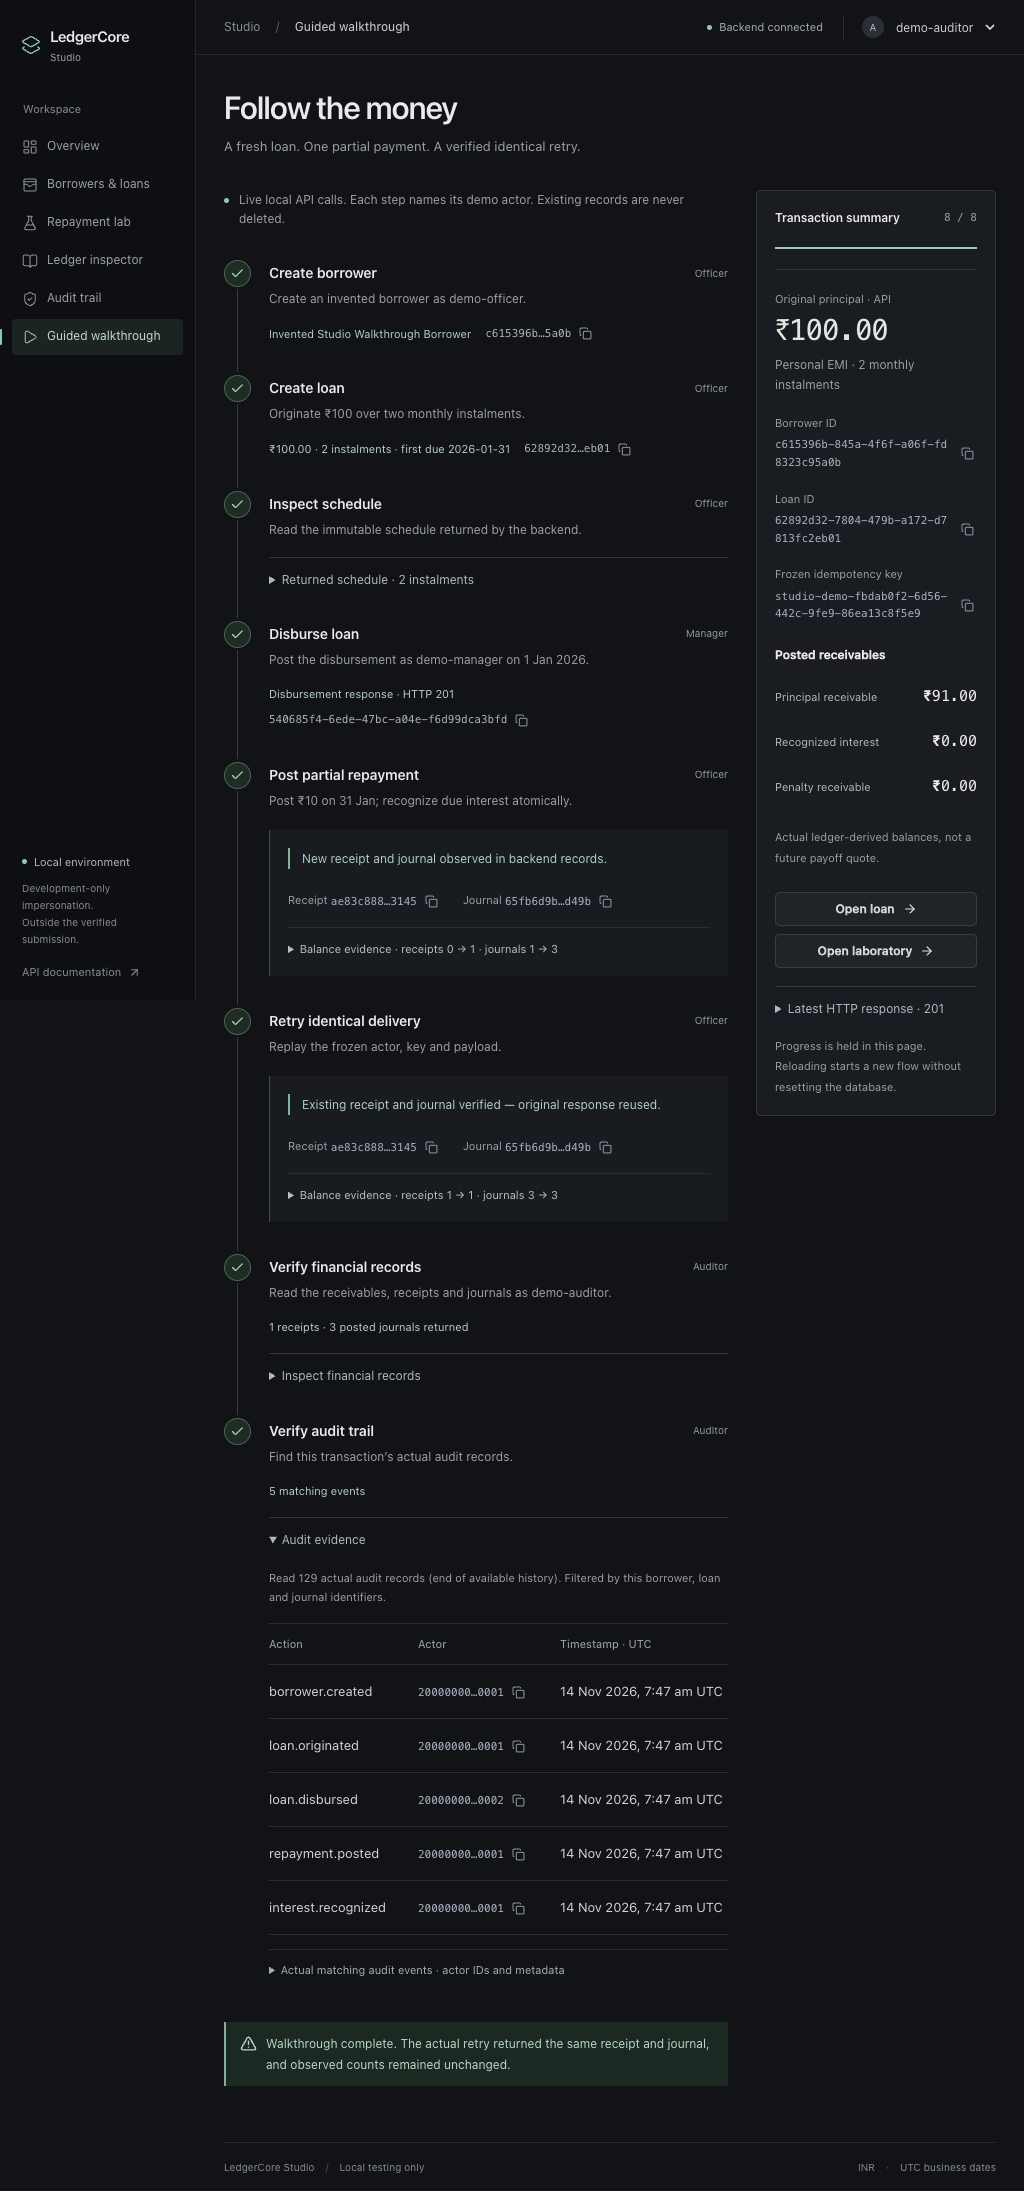 LedgerCore
Studio
Workspace
Overview
Borrowers & loans
Repayment lab
Ledger inspector
Audit trail
Guided walkthrough
Local environment
Development-only
impersonation.
Outside the verified
submission.
API documentation
Studio / Guided walkthrough
Backend connected
A demo-auditor
Follow the money
A fresh loan. One partial payment. A verified identical retry.
Live local API calls. Each step names its demo actor. Existing records are never
deleted.
Create borrower Officer
Create an invented borrower as demo-officer.
Invented Studio Walkthrough Borrower c615396b…5a0b
Create loan Officer
Originate ₹100 over two monthly instalments.
₹100.00 · 2 instalments · first due 2026-01-31 62892d32…eb01
Inspect schedule Officer
Read the immutable schedule returned by the backend.
Returned schedule · 2 instalments
Disburse loan Manager
Post the disbursement as demo-manager on 1 Jan 2026.
Disbursement response · HTTP 201
540685f4-6ede-47bc-a04e-f6d99dca3bfd
Post partial repayment Officer
Post ₹10 on 31 Jan; recognize due interest atomically.
New receipt and journal observed in backend records.
Receipt ae83c888…3145 Journal 65fb6d9b…d49b
Balance evidence · receipts 0 → 1 · journals 1 → 3
Retry identical delivery Officer
Replay the frozen actor, key and payload.
Existing receipt and journal verified — original response reused.
Receipt ae83c888…3145 Journal 65fb6d9b…d49b
Balance evidence · receipts 1 → 1 · journals 3 → 3
Verify financial records Auditor
Read the receivables, receipts and journals as demo-auditor.
1 receipts · 3 posted journals returned
Inspect financial records
Verify audit trail Auditor
Find this transaction's actual audit records.
5 matching events
Audit evidence
Read 129 actual audit records (end of available history). Filtered by this borrower, loan
and journal identifiers.
Action Actor Timestamp · UTC
borrower.created 20000000…0001 14 Nov 2026, 7:47 am UTC
loan.originated 20000000…0001 14 Nov 2026, 7:47 am UTC
loan.disbursed 20000000…0002 14 Nov 2026, 7:47 am UTC
repayment.posted 20000000…0001 14 Nov 2026, 7:47 am UTC
interest.recognized 20000000…0001 14 Nov 2026, 7:47 am UTC
Actual matching audit events · actor IDs and metadata
Walkthrough complete. The actual retry returned the same receipt and journal,
and observed counts remained unchanged.
Transaction summary 8 / 8
Original principal · API
₹100.00
Personal EMI · 2 monthly
instalments
Borrower ID
c615396b-845a-4f6f-a06f-fd
8323c95a0b
Loan ID
62892d32-7804-479b-a172-d7
813fc2eb01
Frozen idempotency key
studio-demo-fbdab0f2-6d56-
442c-9fe9-86ea13c8f5e9
Posted receivables
Principal receivable ₹91.00
Recognized interest ₹0.00
Penalty receivable ₹0.00
Actual ledger-derived balances, not a
future payoff quote.
Open loan →
Open laboratory →
Latest HTTP response · 201
Progress is held in this page.
Reloading starts a new flow without
resetting the database.
LedgerCore Studio / Local testing only
INR · UTC business dates